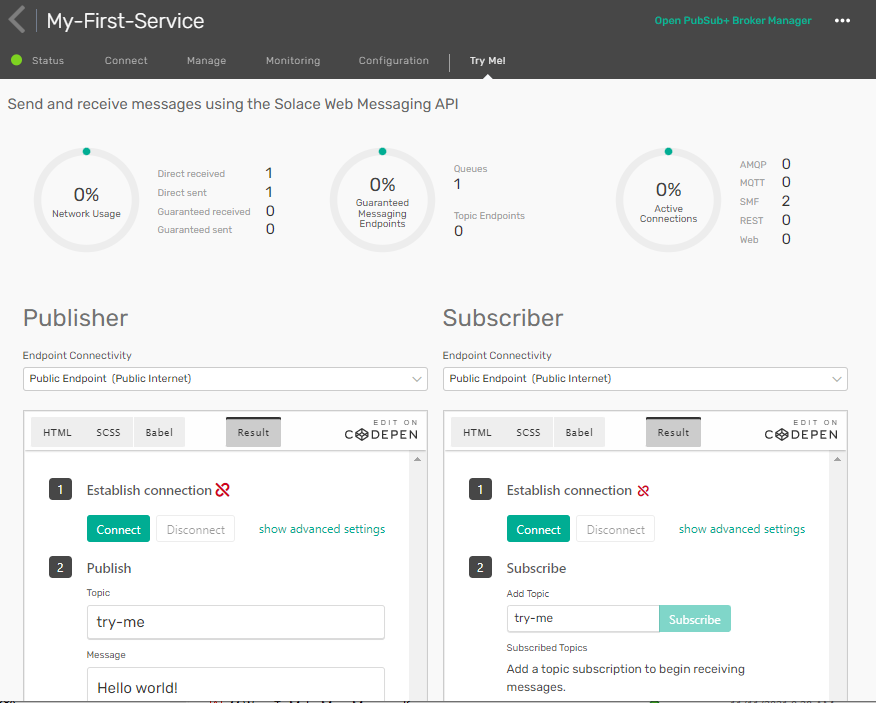 My-First-Service
Open PubSub+ Broker Manager
Status Connect Manage Monitoring Configuration Try Me!
Send and receive messages using the Solace Web Messaging API
0%
Network Usage
Direct received 1
Direct sent 1
Guaranteed received 0
Guaranteed sent 0
0%
Guaranteed
Messaging
Endpoints
Queues
1
Topic Endpoints
0
0%
Active
Connections
AMQP 0
MQTT 0
SMF 2
REST 0
Web 0
Publisher
Endpoint Connectivity
Public Endpoint (Public Internet)
HTML SCSS Babel Result
EDIT ON
CODEPEN
1 Establish connection
Connect Disconnect show advanced settings
2 Publish
Topic
try-me
Message
Hello world!
Subscriber
Endpoint Connectivity
Public Endpoint (Public Internet)
HTML SCSS Babel Result
EDIT ON
CODEPEN
1 Establish connection
Connect Disconnect show advanced settings
2 Subscribe
Add Topic
try-me Subscribe
Subscribed Topics
Add a topic subscription to begin receiving
messages.